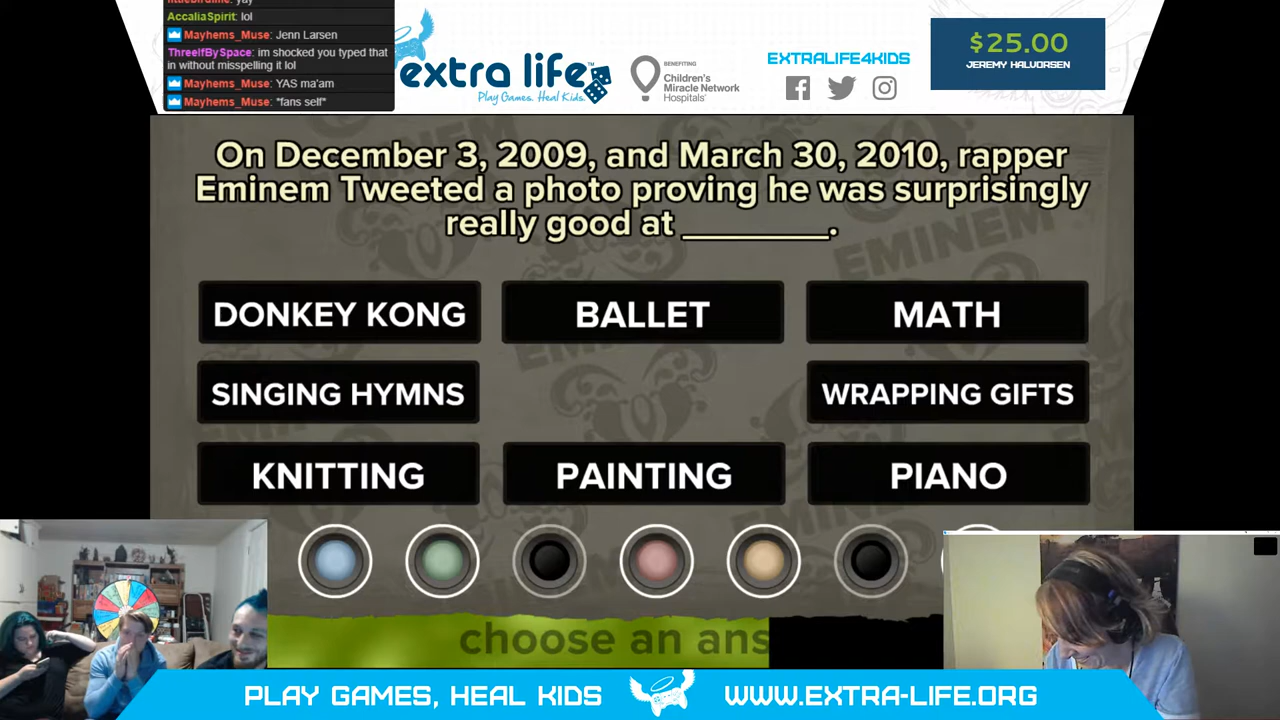 littlebirdlife: yay
AccaliaSpirit: lol
Mayhems_Muse: Jenn Larsen
ThreeIfBySpace: im shocked you typed that
in without misspelling it lol
Mayhems_Muse: YAS ma'am
Mayhems_Muse: *fans self*
extra life™
Play Games. Heal Kids.
BENEFITING
Children's
Miracle Network
Hospitals
EXTRALIFE4KIDS
$25.00
JEREMY HALVORSEN
On December 3, 2009, and March 30, 2010, rapper
Eminem Tweeted a photo proving he was surprisingly
really good at ________.
DONKEY KONG
BALLET
MATH
SINGING HYMNS
WRAPPING GIFTS
KNITTING
PAINTING
PIANO
choose an ans
PLAY GAMES, HEAL KIDS
WWW.EXTRA-LIFE.ORG